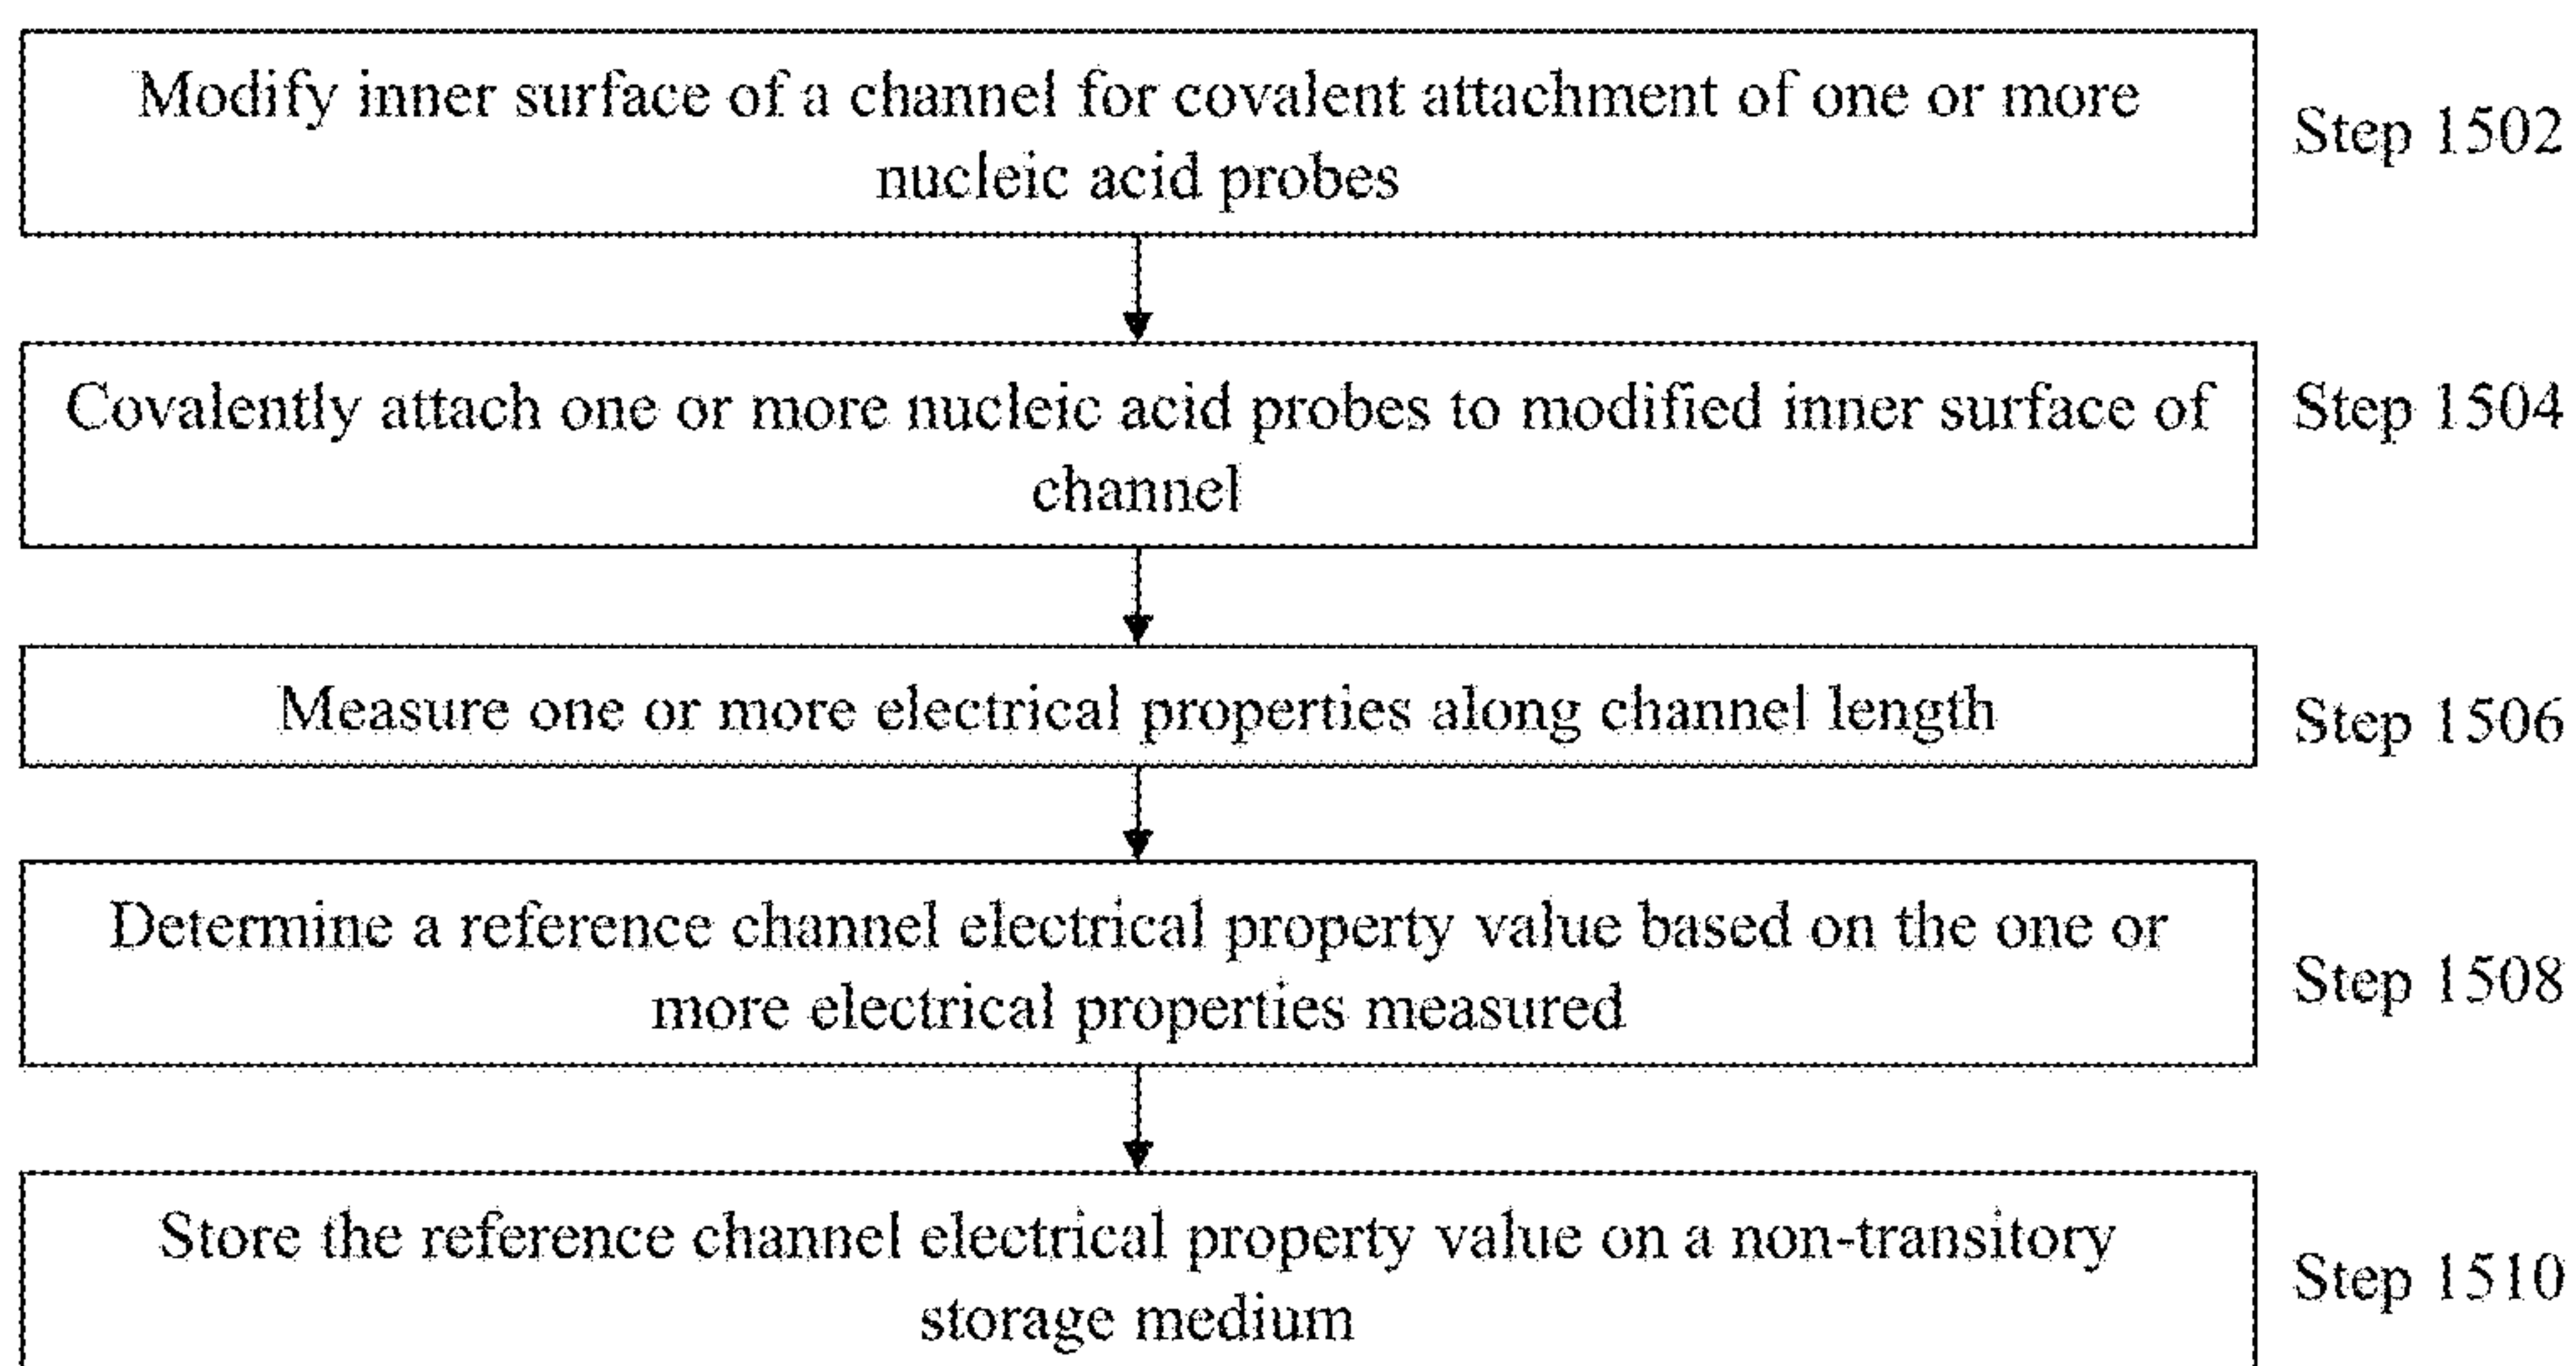 Modify inner surface of a channel for covalent attachment of one or more
nucleic acid probes
Step 1502
Covalently attach one or more nucleic acid probes to modified inner surface of
channel
Step 1504
Measure one or more electrical properties along channel length
Step 1506
Determine a reference channel electrical property value based on the one or
more electrical properties measured
Step 1508
Store the reference channel electrical property value on a non-transitory
storage medium
Step 1510